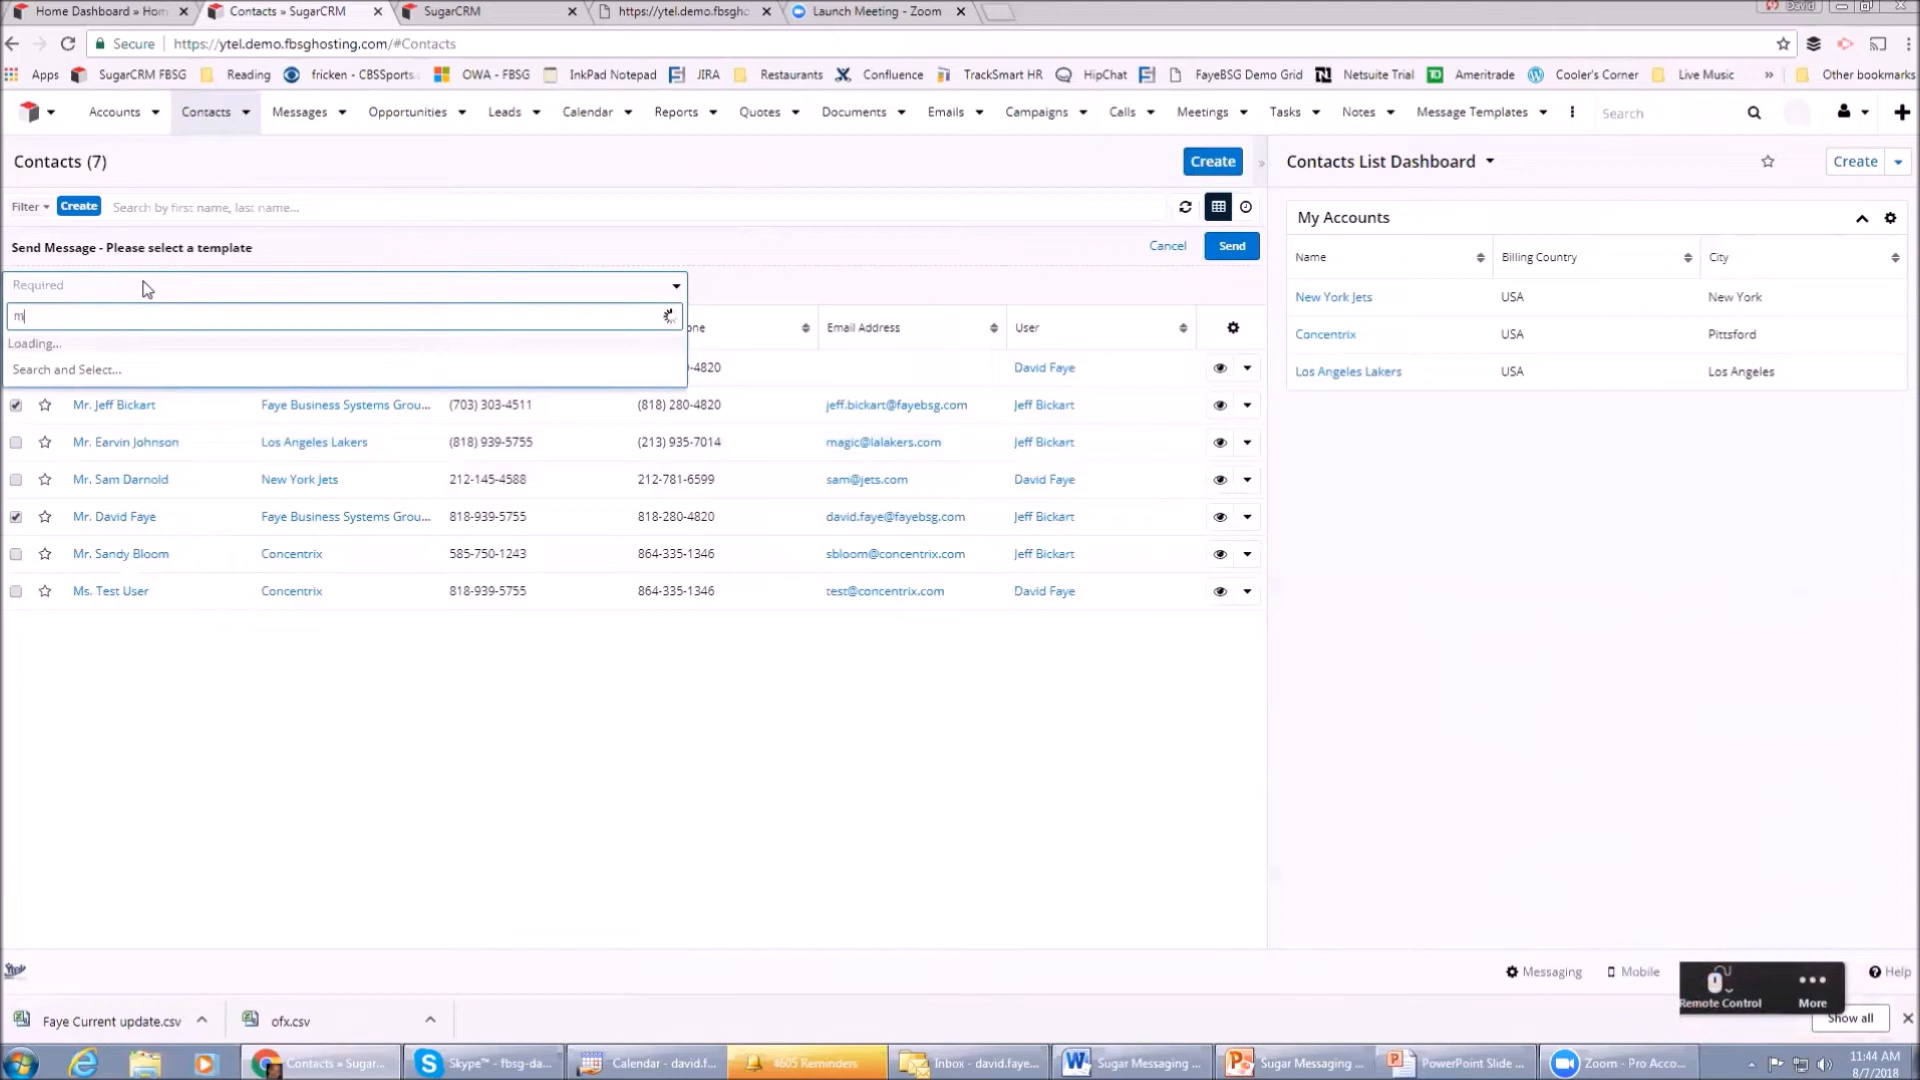 Home Dashboard » Hom
Contacts » SugarCRM
SugarCRM
https://ytel.demo.fbsgho
Launch Meeting - Zoom
David
Secure
https://ytel.demo.fbsghosting.com/#Contacts
Apps
SugarCRM FBSG
Reading
fricken - CBSSports
OWA - FBSG
InkPad Notepad
JIRA
Restaurants
Confluence
TrackSmart HR
HipChat
FayeBSG Demo Grid
Netsuite Trial
Ameritrade
Cooler's Corner
Live Music
»
Other bookmarks
Accounts
Contacts
Messages
Opportunities
Leads
Calendar
Reports
Quotes
Documents
Emails
Campaigns
Calls
Meetings
Tasks
Notes
Message Templates
Search
Contacts (7)
Create
Contacts List Dashboard
Create
Filter
Create
Search by first name, last name...
My Accounts
Send Message - Please select a template
Cancel
Send
Name
Billing Country
City
Required
New York Jets
USA
New York
m
one
Email Address
User
Concentrix
USA
Pittsford
Loading...
Search and Select...
-4820
David Faye
Los Angeles Lakers
USA
Los Angeles
Mr. Jeff Bickart
Faye Business Systems Grou...
(703) 303-4511
(818) 280-4820
jeff.bickart@fayebsg.com
Jeff Bickart
Mr. Earvin Johnson
Los Angeles Lakers
(818) 939-5755
(213) 935-7014
magic@lalakers.com
Jeff Bickart
Mr. Sam Darnold
New York Jets
212-145-4588
212-781-6599
sam@jets.com
David Faye
Mr. David Faye
Faye Business Systems Grou...
818-939-5755
818-280-4820
david.faye@fayebsg.com
Jeff Bickart
Mr. Sandy Bloom
Concentrix
585-750-1243
864-335-1346
sbloom@concentrix.com
Jeff Bickart
Ms. Test User
Concentrix
818-939-5755
864-335-1346
test@concentrix.com
David Faye
Messaging
Mobile
Remote Control
More
Help
Faye Current update.csv
ofx.csv
Show all
Contacts » Sugar...
Skype™ - fbsg-da...
Calendar - david.f...
4605 Reminders
Inbox - david.faye...
Sugar Messaging ...
Sugar Messaging ...
PowerPoint Slide ...
Zoom - Pro Acco...
11:44 AM
8/7/2018